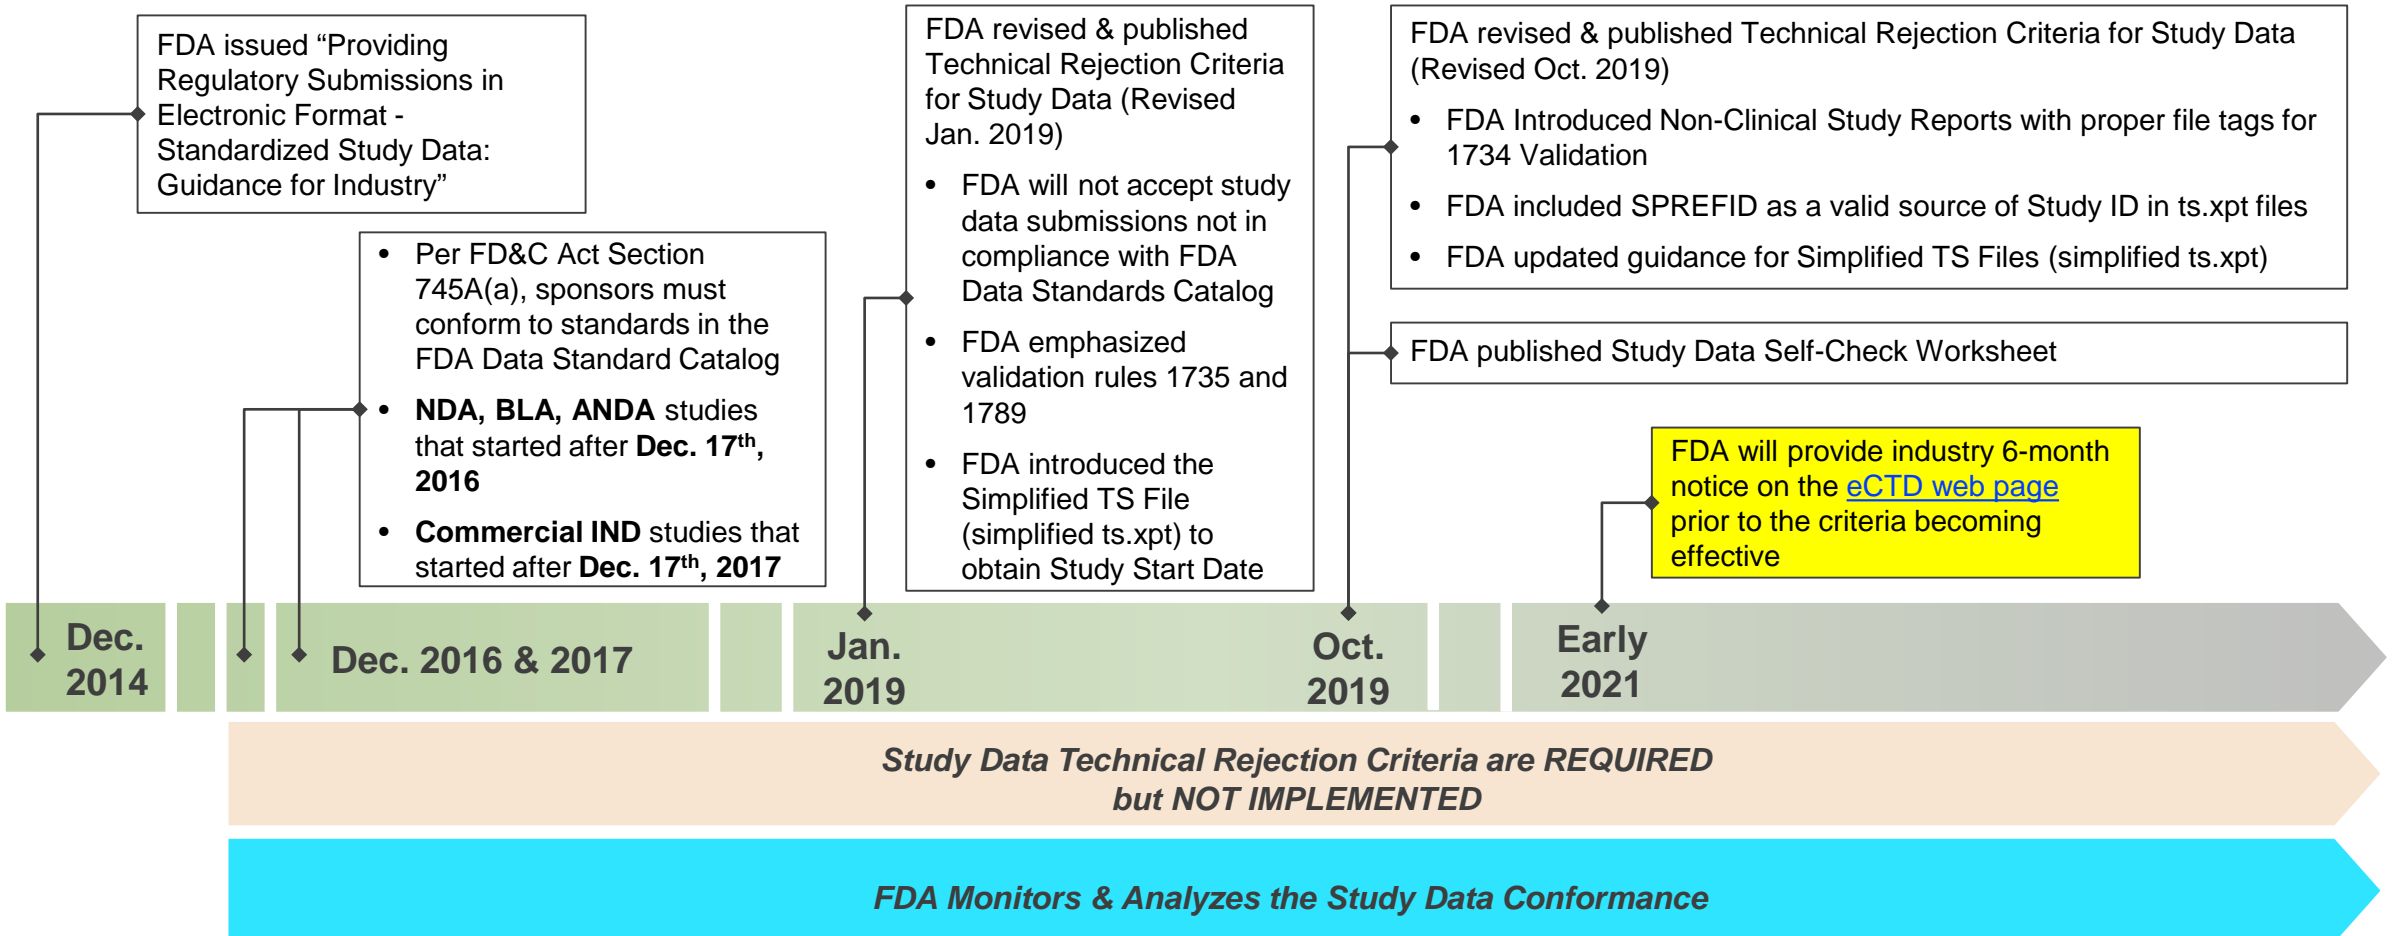 FDA issued “Providing
Regulatory Submissions in
Electronic Format -
Standardized Study Data:
Guidance for Industry”
• Per FD&C Act Section
745A(a), sponsors must
conform to standards in the
FDA Data Standard Catalog
• NDA, BLA, ANDA studies
that started after Dec. 17th,
2016
• Commercial IND studies that
started after Dec. 17th, 2017
FDA revised & published
Technical Rejection Criteria
for Study Data (Revised
Jan. 2019)
• FDA will not accept study
data submissions not in
compliance with FDA
Data Standards Catalog
• FDA emphasized
validation rules 1735 and
1789
• FDA introduced the
Simplified TS File
(simplified ts.xpt) to
obtain Study Start Date
FDA revised & published Technical Rejection Criteria for Study Data
(Revised Oct. 2019)
• FDA Introduced Non-Clinical Study Reports with proper file tags for
1734 Validation
• FDA included SPREFID as a valid source of Study ID in ts.xpt files
• FDA updated guidance for Simplified TS Files (simplified ts.xpt)
FDA published Study Data Self-Check Worksheet
FDA will provide industry 6-month
notice on the eCTD web page
prior to the criteria becoming
effective
Dec.
2014
Dec. 2016 & 2017
Jan.
2019
Oct.
2019
Early
2021
Study Data Technical Rejection Criteria are REQUIRED
but NOT IMPLEMENTED
FDA Monitors & Analyzes the Study Data Conformance